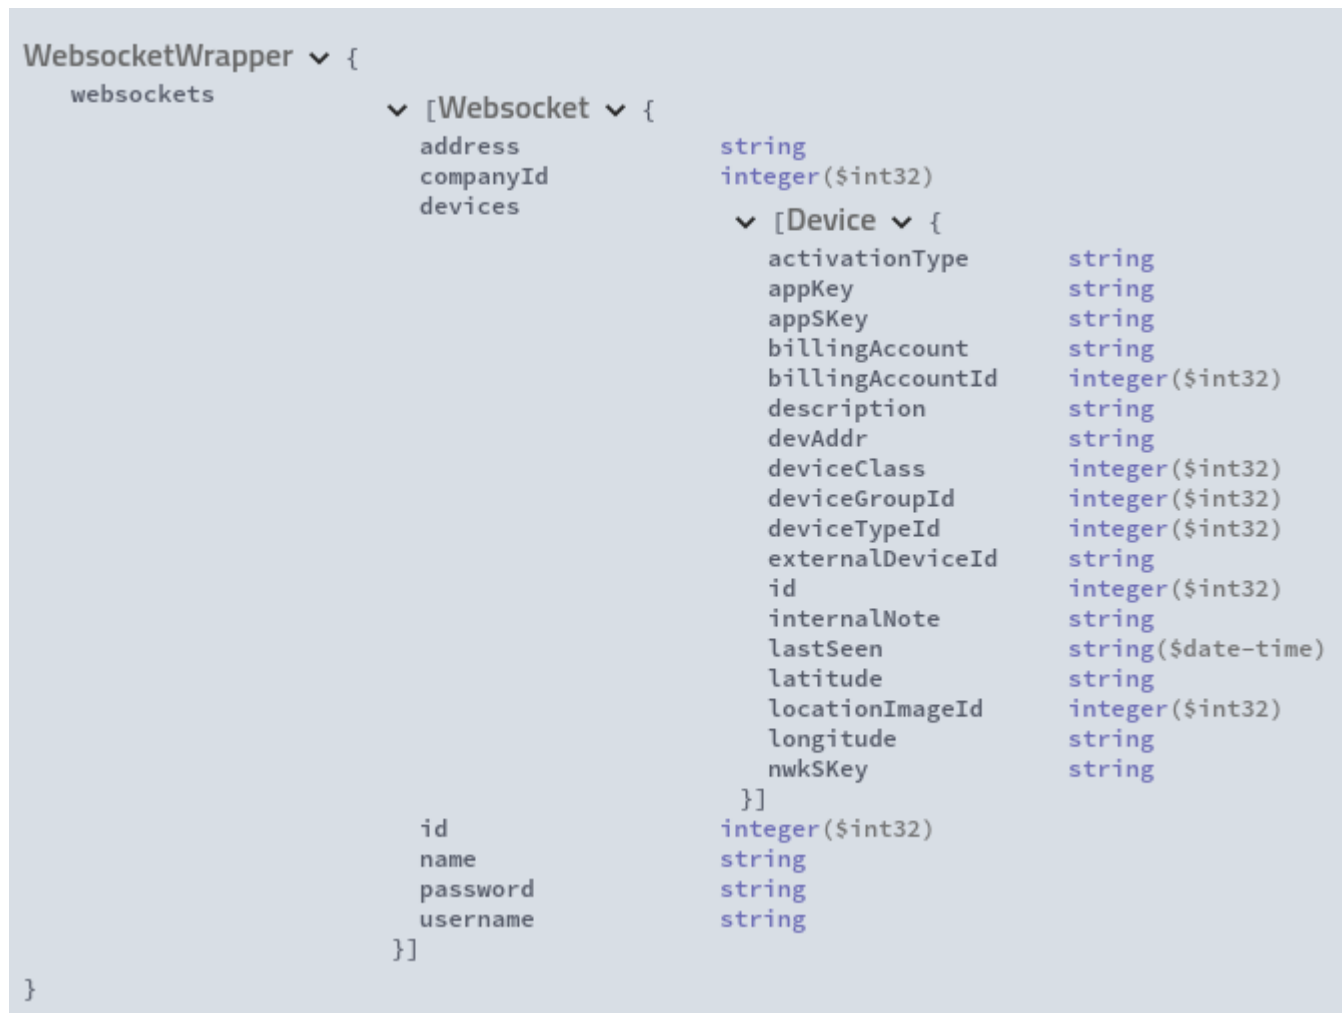 WebsocketWrapper {
websockets
[Websocket {
address string
companyId integer($int32)
devices
[Device {
activationType string
appKey string
appSKey string
billingAccount string
billingAccountId integer($int32)
description string
devAddr string
deviceClass integer($int32)
deviceGroupId integer($int32)
deviceTypeId integer($int32)
externalDeviceId string
id integer($int32)
internalNote string
lastSeen string($date-time)
latitude string
locationImageId integer($int32)
longitude string
nwkSKey string
}]
id integer($int32)
name string
password string
username string
}]
}